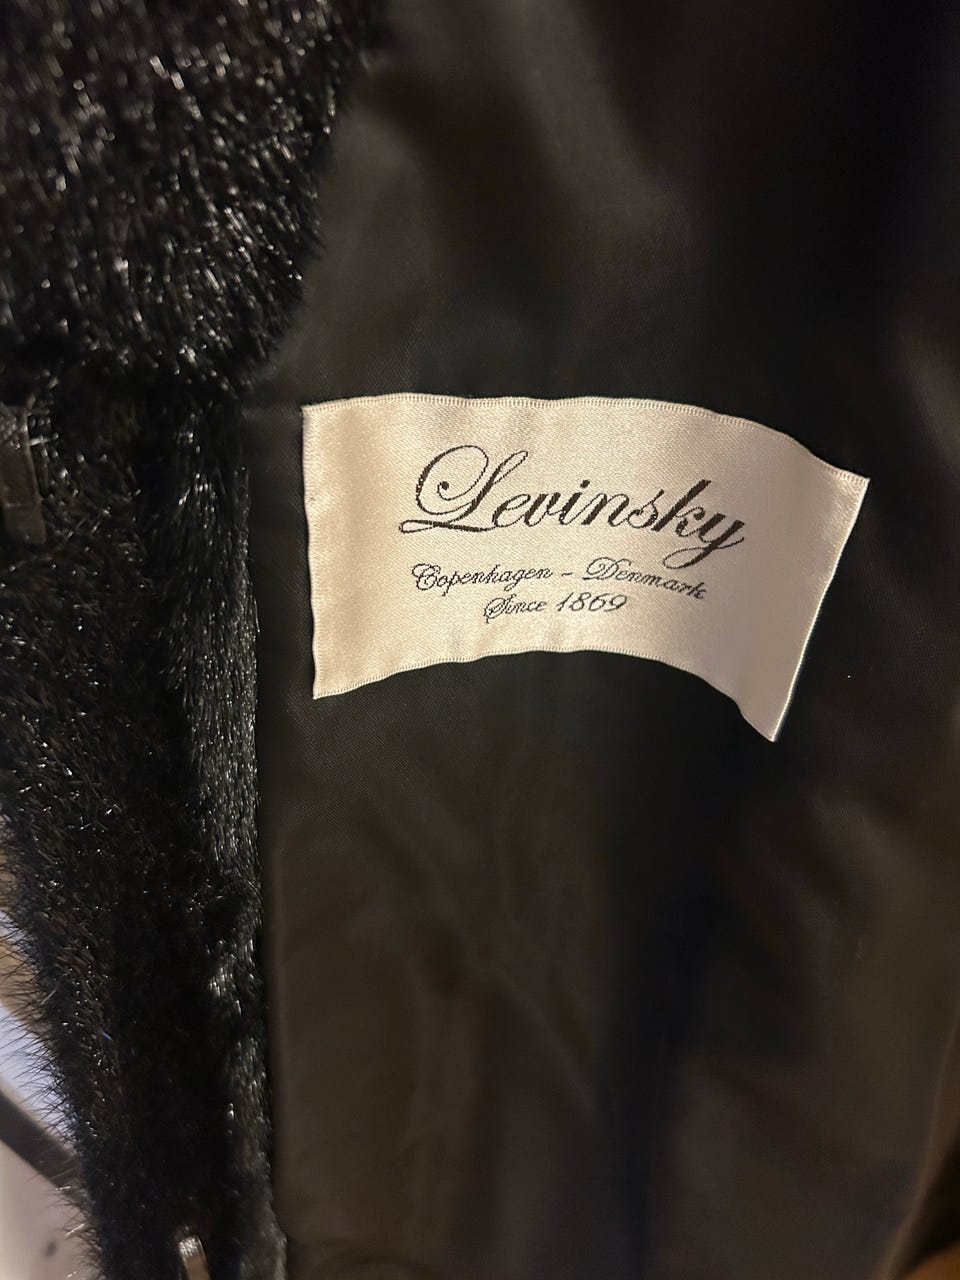 Levinsky
Copenhagen - Denmark
Since 1869